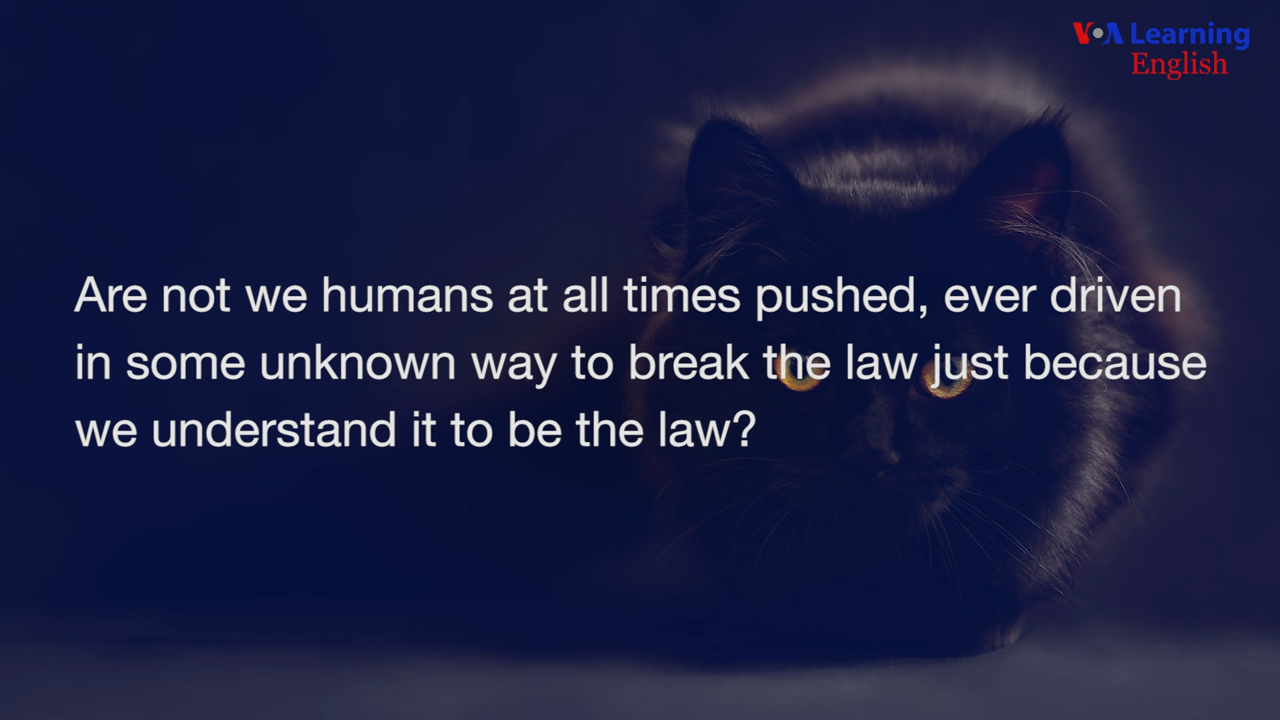 VOA Learning
English
Are not we humans at all times pushed, ever driven
in some unknown way to break the law just because
we understand it to be the law?